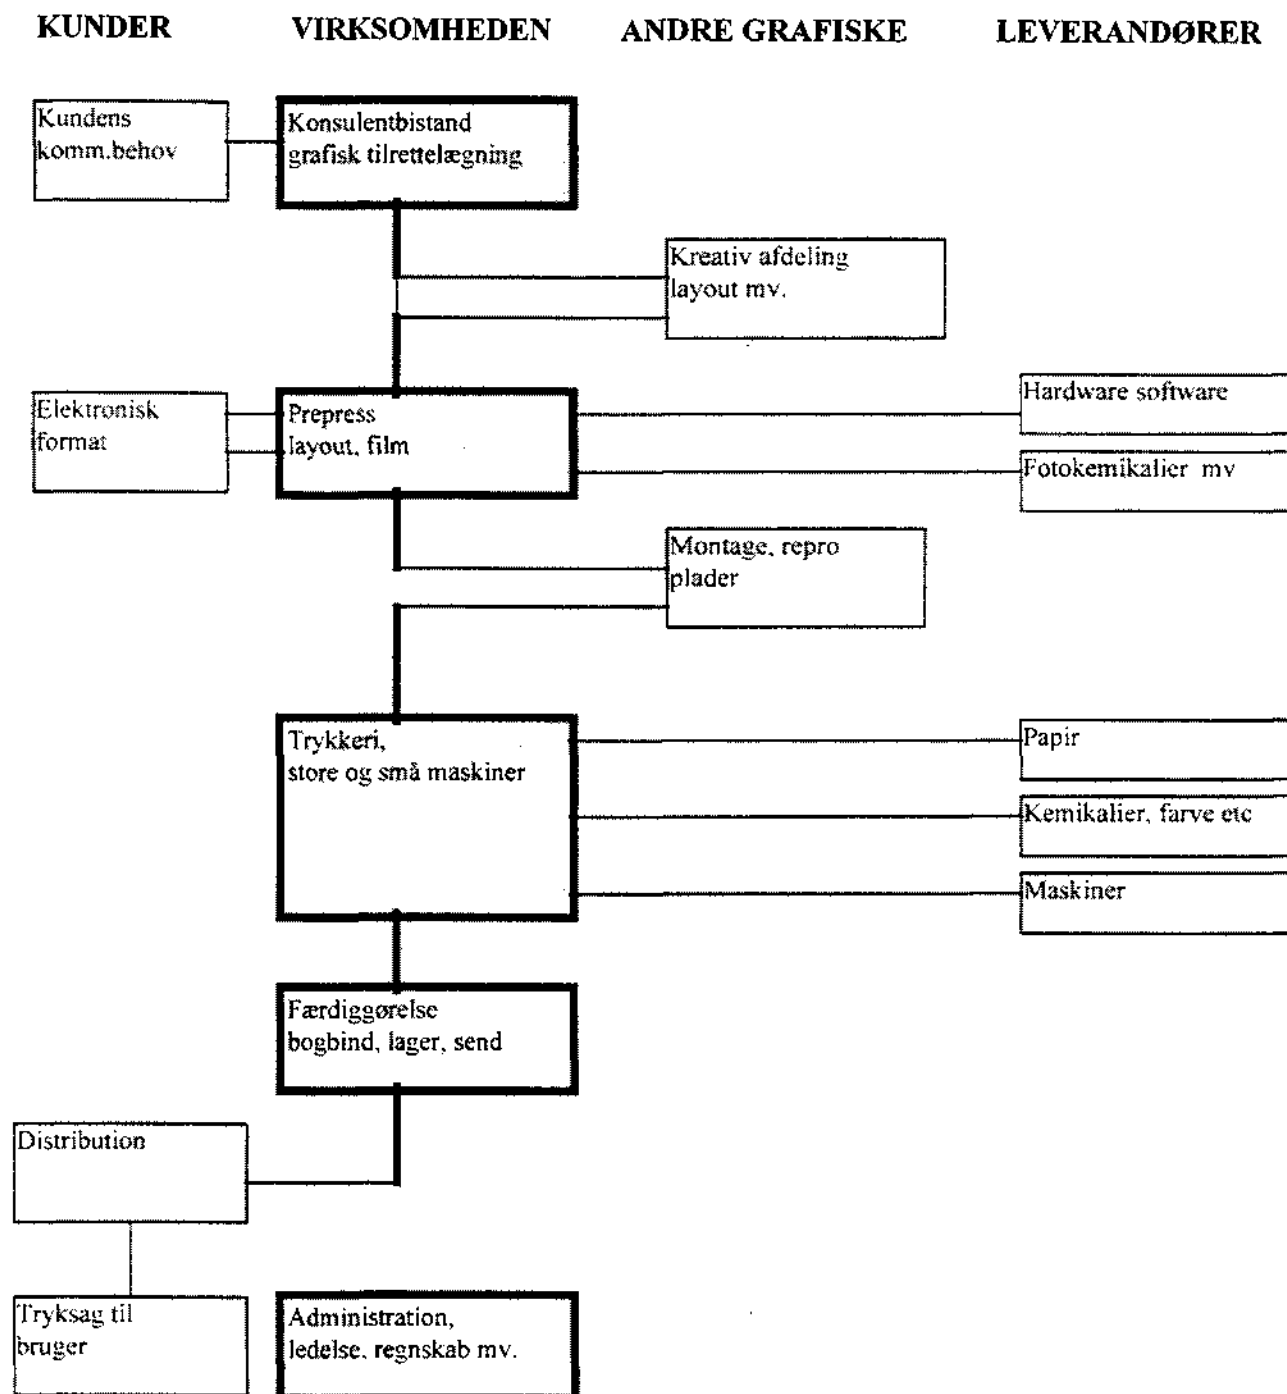 KUNDER VIRKSOMHEDEN ANDRE GRAFISKE LEVERANDØRER
Kundens
komm.behov
Konsulentbistand
grafisk tilrettelægning
Kreativ afdeling
layout mv.
Elektronisk
format
Prepress
layout, film
Hardware software
Fotokemikalier mv
Montage, repro
plader
Trykkeri,
store og små maskiner
Papir
Kemikalier, farve etc
Maskiner
Færdiggørelse
bogbind, lager, send
Distribution
Tryksag til
bruger
Administration,
ledelse, regnskab mv.